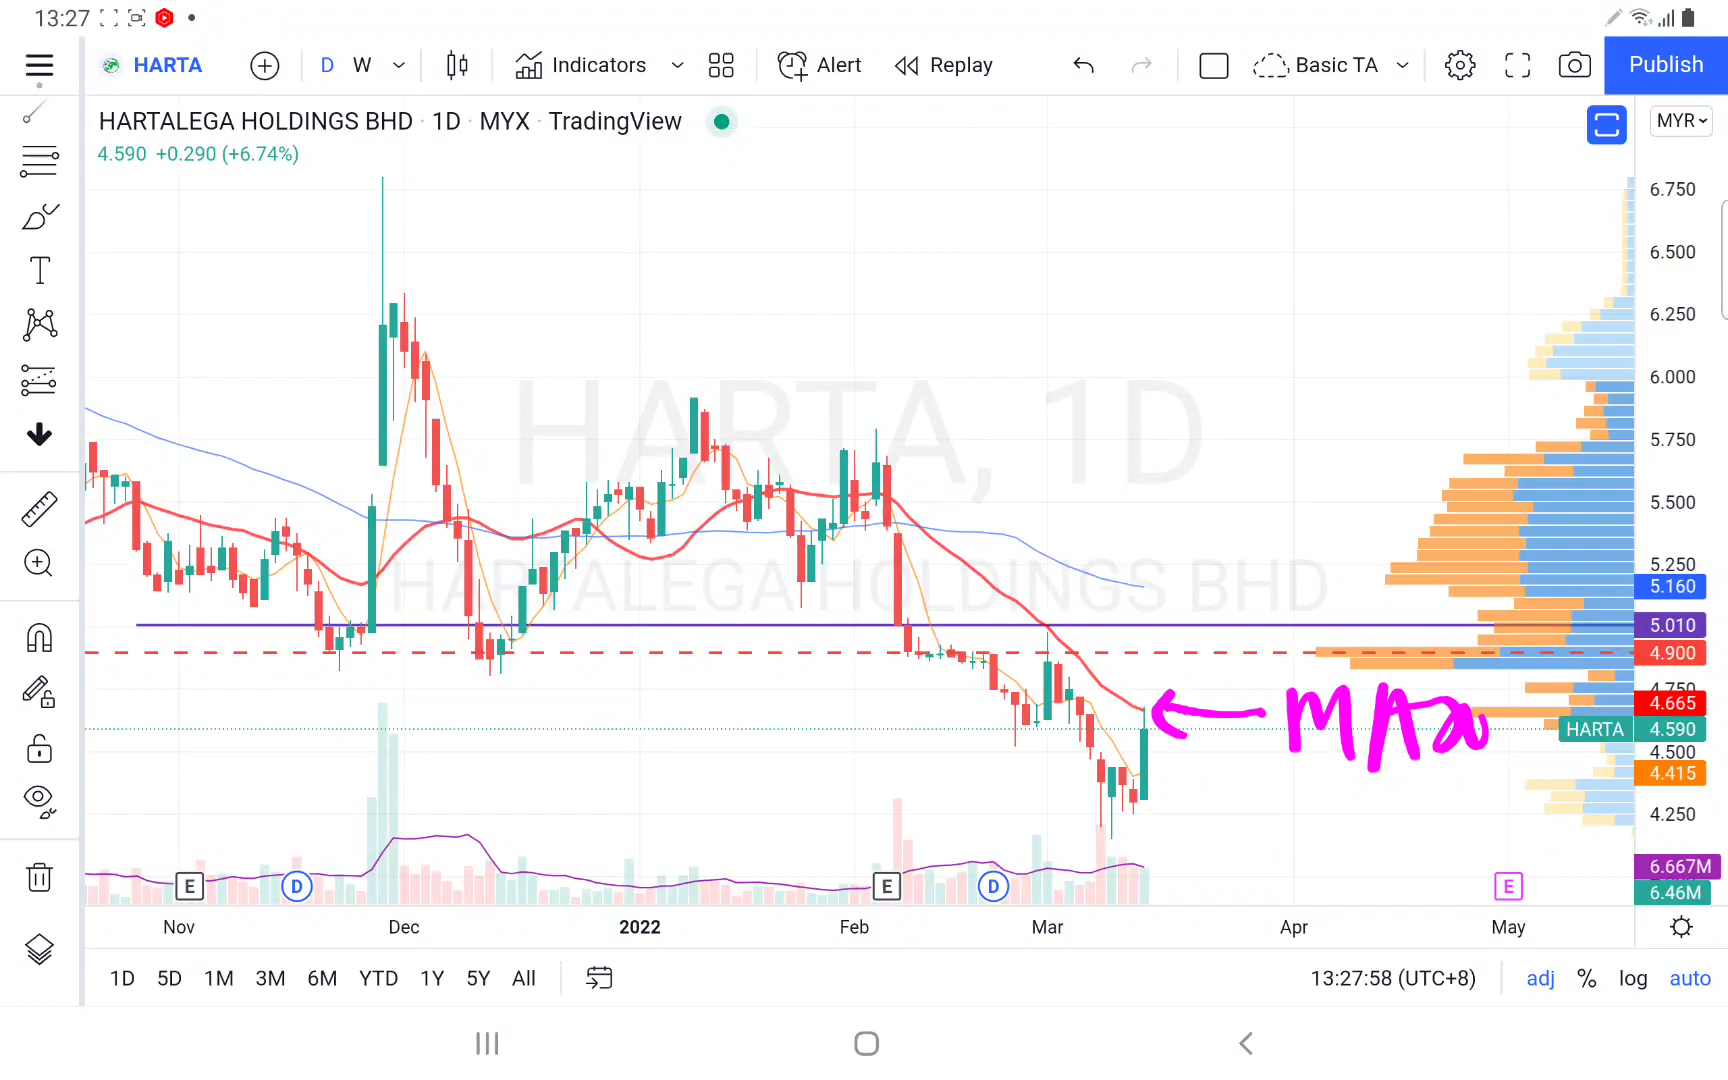 13:27
HARTA
D W
Indicators
Alert
Replay
Basic TA
Publish
HARTALEGA HOLDINGS BHD · 1D · MYX · TradingView
MYR
4.590 +0.290 (+6.74%)
6.750
6.500
6.250
6.000
5.750
5.500
5.250
5.160
5.010
4.900
4.750
4.665
HARTA 4.590
4.500
4.415
4.250
6.667M
6.46M
HARTA, 1D
HARTALEGA HOLDINGS BHD
E D E D E
Nov Dec 2022 Feb Mar Apr May
1D 5D 1M 3M 6M YTD 1Y 5Y All
13:27:58 (UTC+8)
adj % log auto